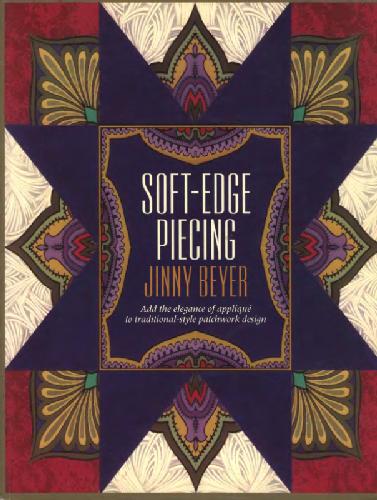 SOFT-EDGE
PIECING
JINNY BEYER
Add the elegance of appliqué
to traditional-style patchwork design